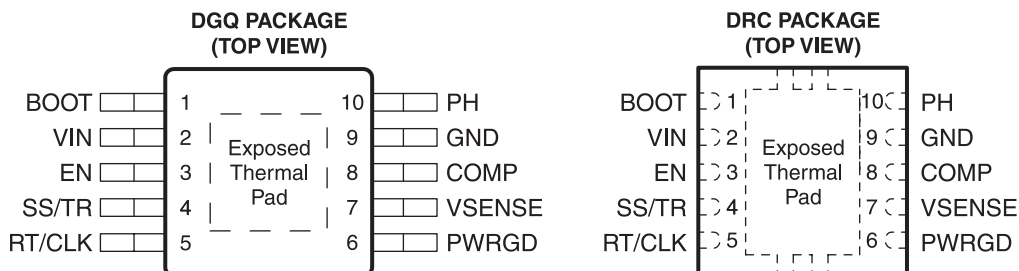 DGQ PACKAGE
(TOP VIEW)
BOOT 1 10 PH
VIN 2 9 GND
EN 3 8 COMP
SS/TR 4 7 VSENSE
RT/CLK 5 6 PWRGD
Exposed
Thermal
Pad
DRC PACKAGE
(TOP VIEW)
BOOT 1 10 PH
VIN 2 9 GND
EN 3 8 COMP
SS/TR 4 7 VSENSE
RT/CLK 5 6 PWRGD
Exposed
Thermal
Pad